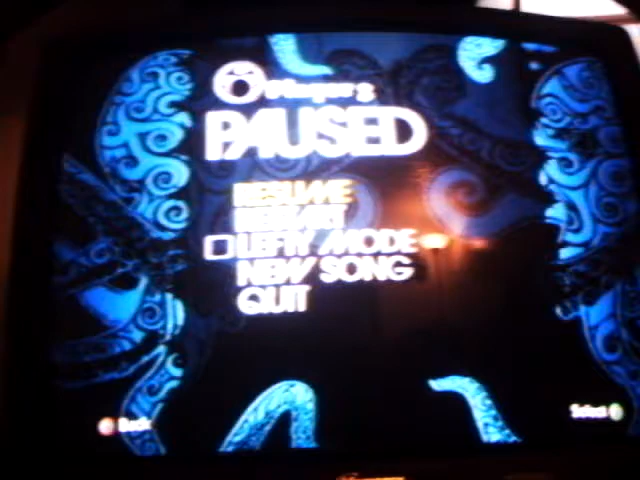 PAUSED
RESUME
RESTART
LEFTY MODE
NEW SONG
QUIT
Back
Select